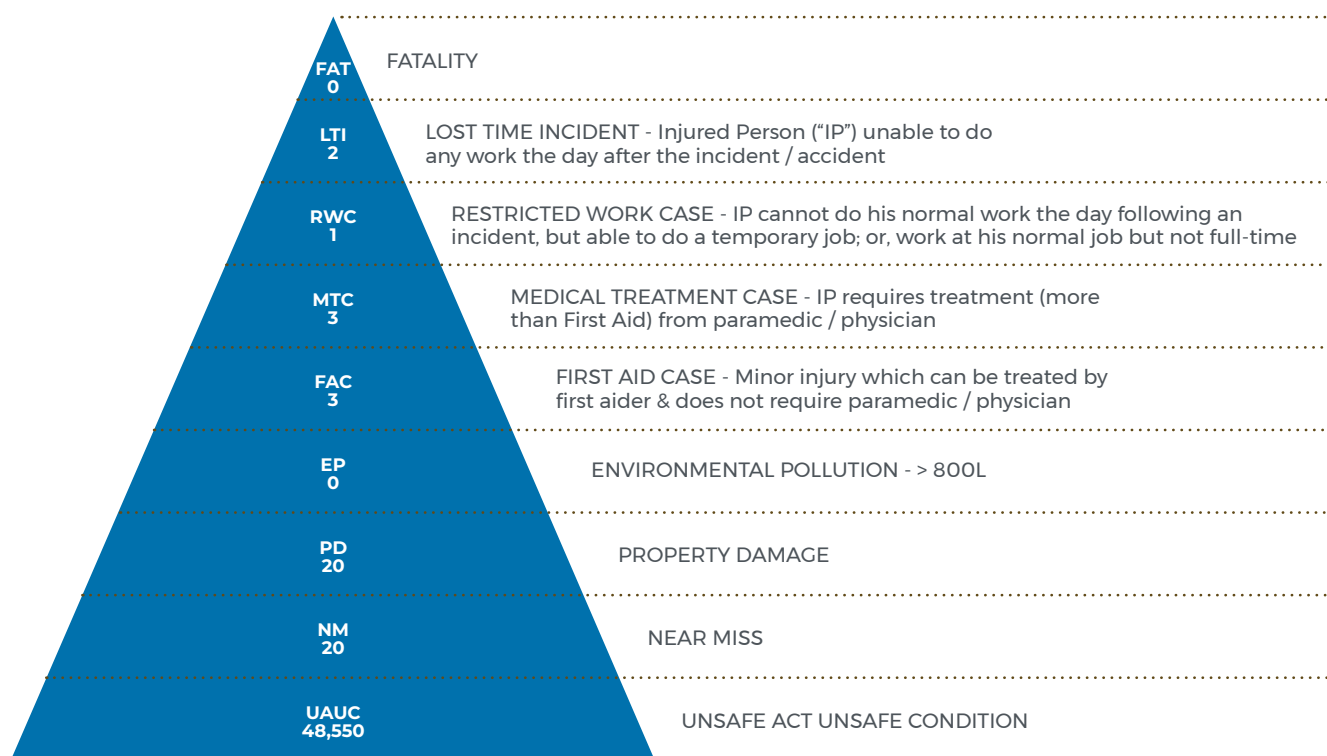 FAT
0
FATALITY
LTI
2
LOST TIME INCIDENT - Injured Person (“IP”) unable to do
any work the day after the incident / accident
RWC
1
RESTRICTED WORK CASE - IP cannot do his normal work the day following an
incident, but able to do a temporary job; or, work at his normal job but not full-time
MTC
3
MEDICAL TREATMENT CASE - IP requires treatment (more
than First Aid) from paramedic / physician
FAC
3
FIRST AID CASE - Minor injury which can be treated by
first aider & does not require paramedic / physician
EP
0
ENVIRONMENTAL POLLUTION - > 800L
PD
20
PROPERTY DAMAGE
NM
20
NEAR MISS
UAUC
48,550
UNSAFE ACT UNSAFE CONDITION